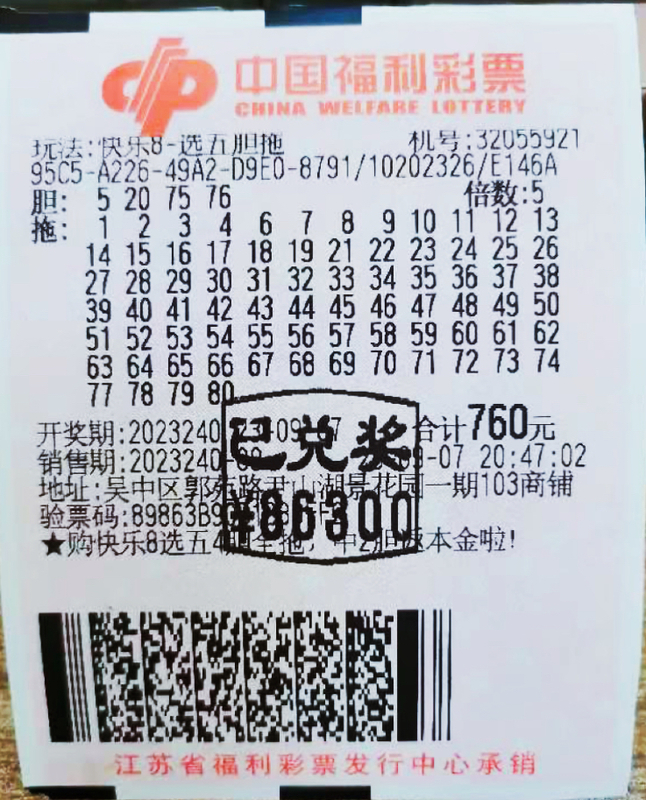 中国福利彩票
CHINA WELFARE LOTTERY
玩法:快乐8-选五胆拖 机号:32055921
95C5-A226-49A2-D9E0-8791/10202326/E146A
胆: 5 20 75 76 倍数:5
拖: 1 2 3 4 6 7 8 9 10 11 12 13
14 15 16 17 18 19 21 22 23 24 25 26
27 28 29 30 31 32 33 34 35 36 37 38
39 40 41 42 43 44 45 46 47 48 49 50
51 52 53 54 55 56 57 58 59 60 61 62
63 64 65 66 67 68 69 70 71 72 73 74
77 78 79 80
开奖期:2023240 合计760元
已兑奖
销售期:2023240 09-07 20:47:02
地址:吴中区郭苑路尹山湖景花园一期103商铺
验票码:89863B9
¥86300
★购快乐8选五4胆全拖，中2胆返本金啦!
江苏省福利彩票发行中心承销